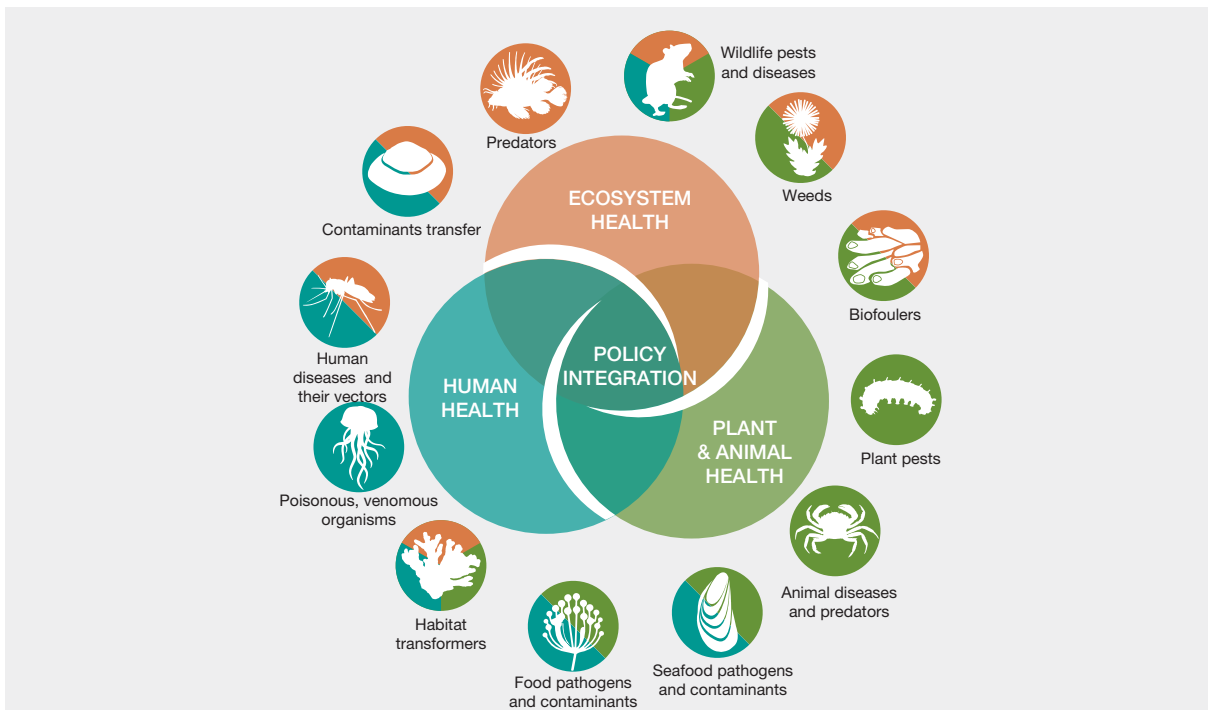 Wildlife pests
and diseases
Predators
Weeds
ECOSYSTEM
HEALTH
Contaminants transfer
Biofoulers
Human
diseases and
their vectors
POLICY
INTEGRATION
HUMAN
HEALTH
PLANT
& ANIMAL
HEALTH
Plant pests
Poisonous, venomous
organisms
Animal diseases
and predators
Habitat
transformers
Seafood pathogens
and contaminants
Food pathogens
and contaminants